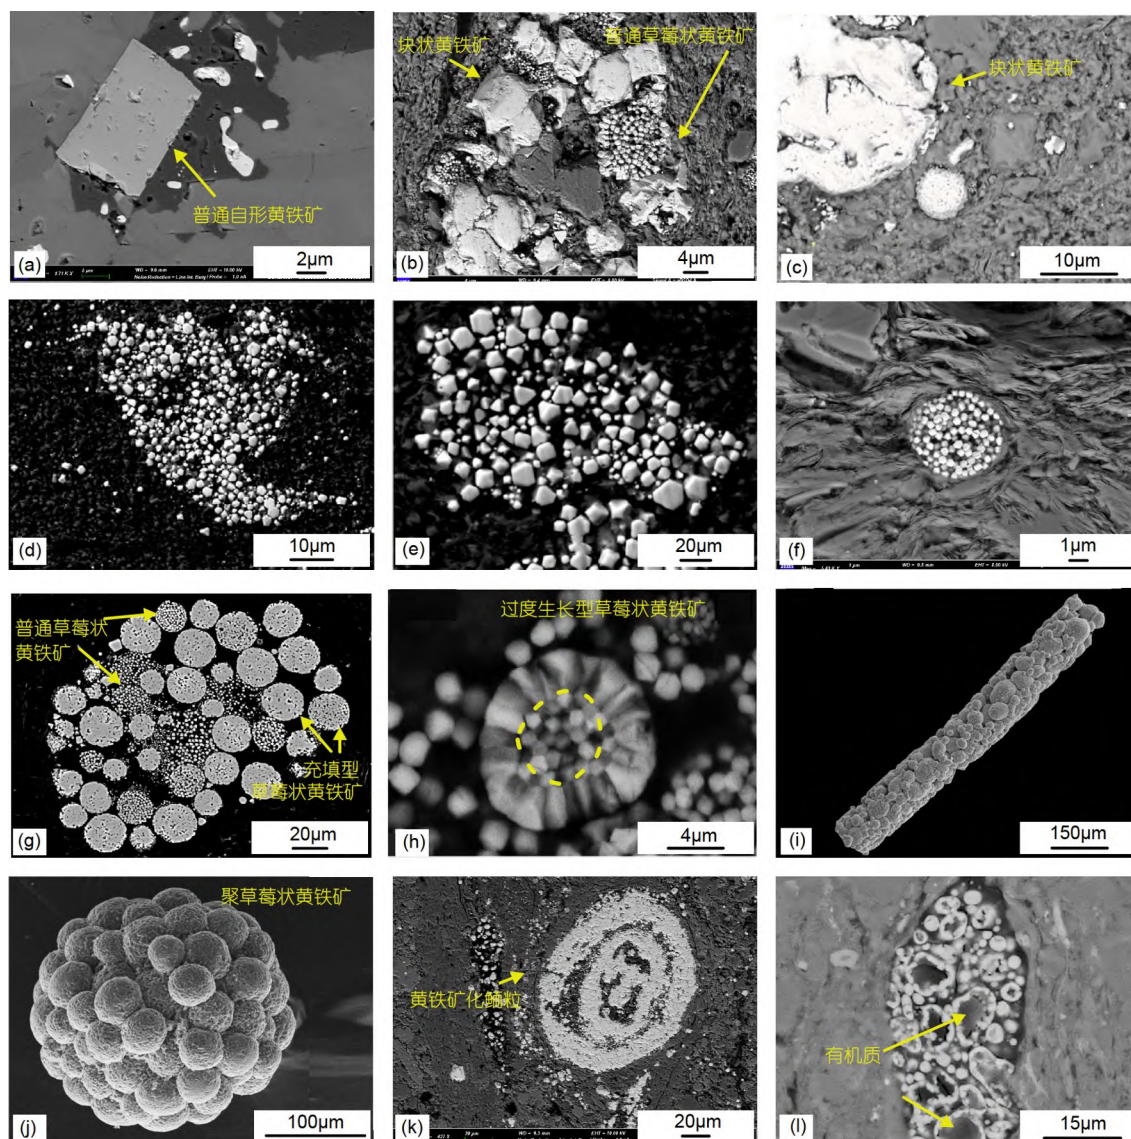 普通自形黄铁矿
(a)
2μm
块状黄铁矿
普通草莓状黄铁矿
(b)
4μm
块状黄铁矿
(c)
10μm
(d)
10μm
(e)
20μm
(f)
1μm
普通草莓状
黄铁矿
充填型
草莓状黄铁矿
(g)
20μm
过度生长型草莓状黄铁矿
(h)
4μm
(i)
150μm
聚草莓状黄铁矿
(j)
100μm
黄铁矿化鲕粒
(k)
20μm
有机质
(l)
15μm